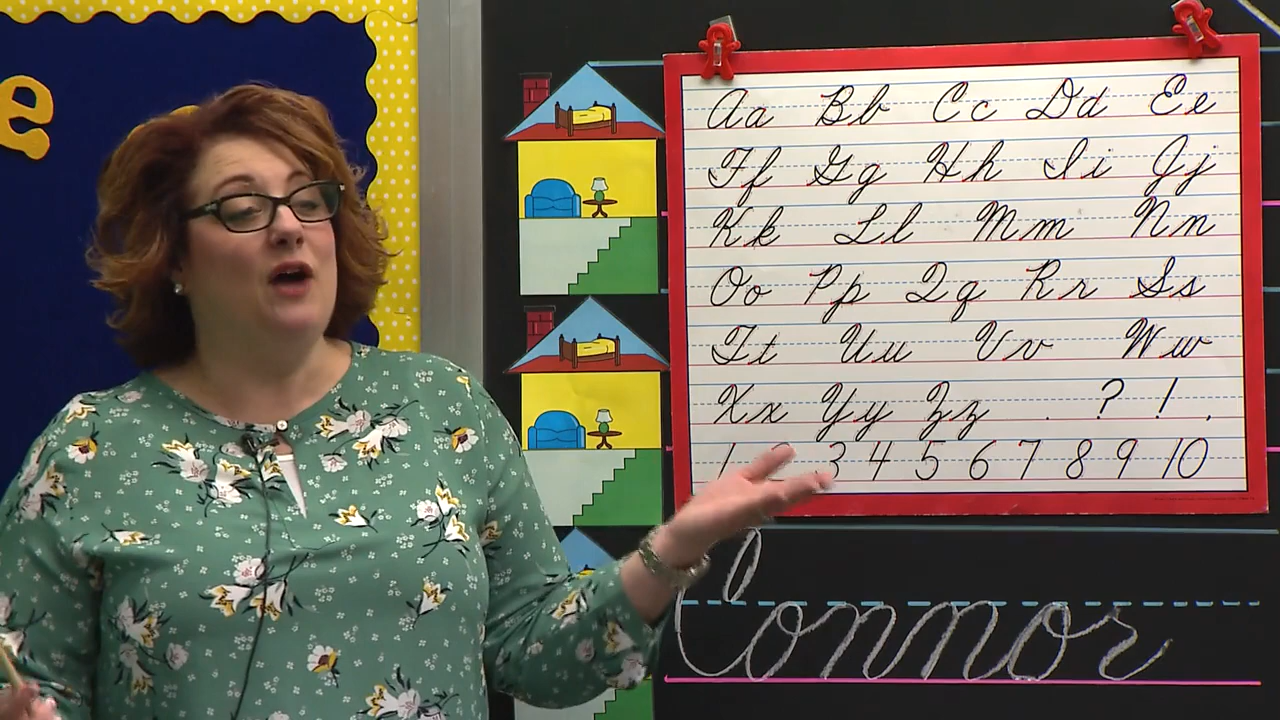 e
Aa Bb Cc Dd Ee
Ff Gg Hh Ii Jj
Kk Ll Mm Nn
Oo Pp Qq Rr Ss
Tt Uu Vv Ww
Xx Yy Zz . ? ! ,
1 3 4 5 6 7 8 9 10
Connor